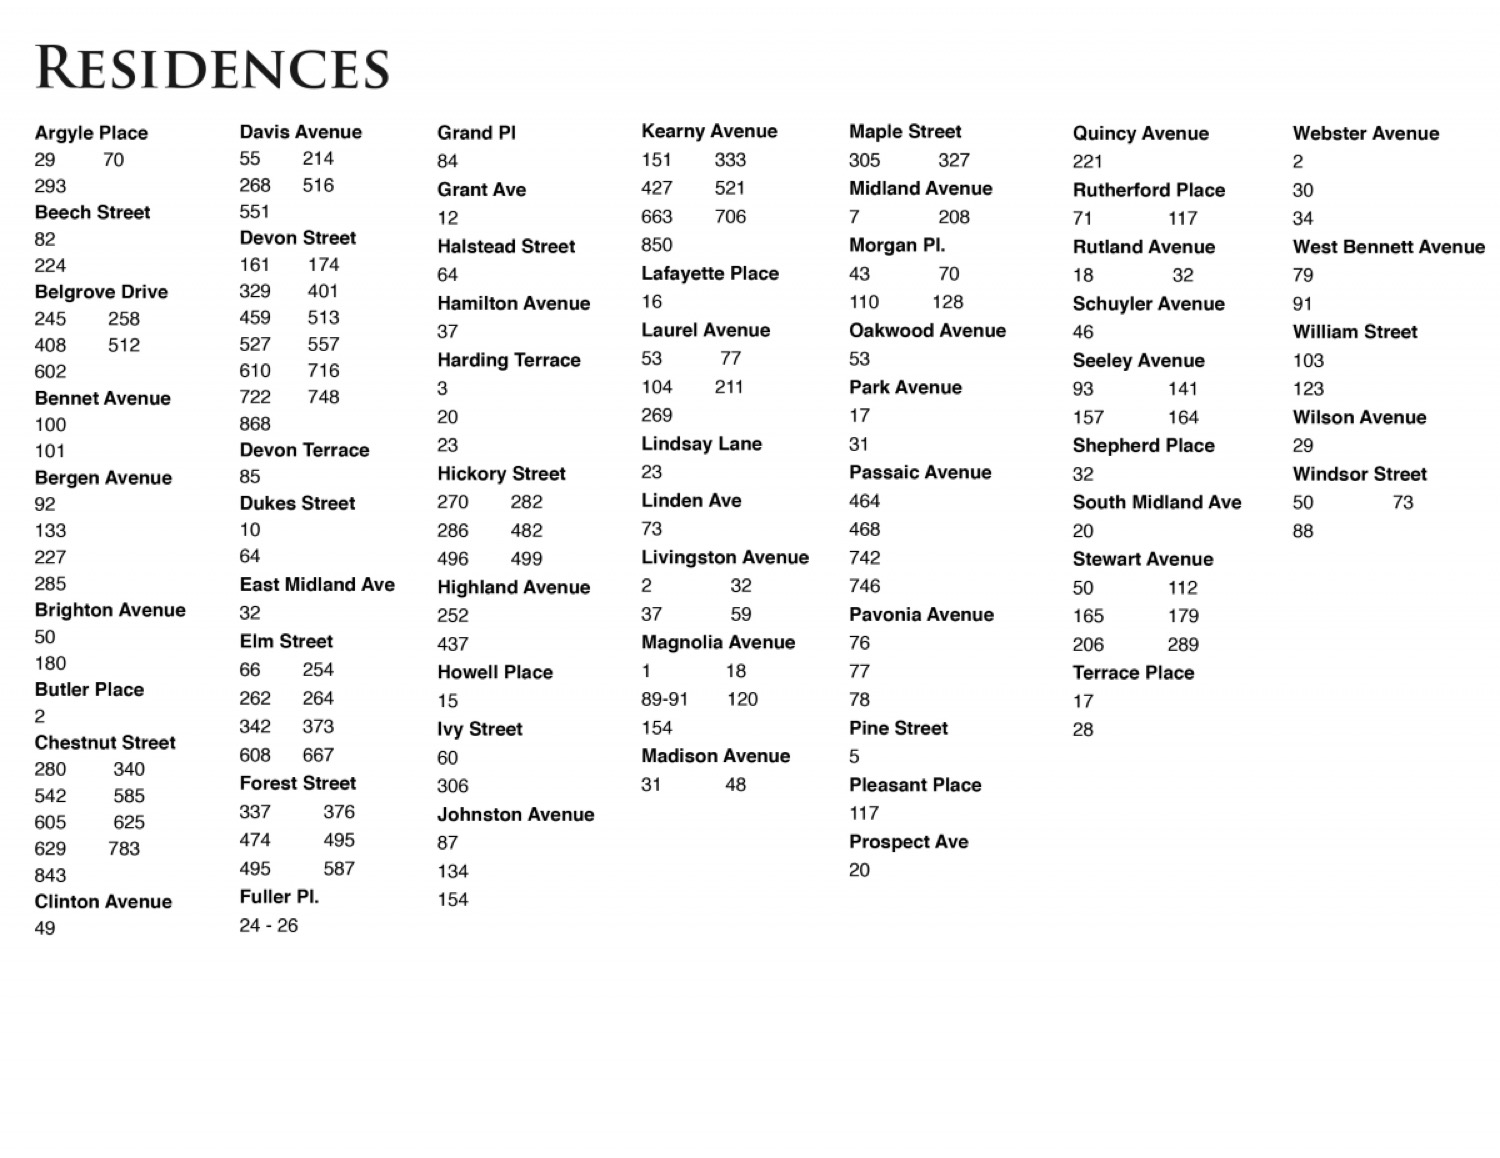 RESIDENCES
Argyle Place
29 70
293
Beech Street
82
224
Belgrove Drive
245 258
408 512
602
Bennet Avenue
100
101
Bergen Avenue
92
133
227
285
Brighton Avenue
50
180
Butler Place
2
Chestnut Street
280 340
542 585
605 625
629 783
843
Clinton Avenue
49
Davis Avenue
55 214
268 516
551
Devon Street
161 174
329 401
459 513
527 557
610 716
722 748
868
Devon Terrace
85
Dukes Street
10
64
East Midland Ave
32
Elm Street
66 254
262 264
342 373
608 667
Forest Street
337 376
474 495
495 587
Fuller Pl.
24 - 26
Grand Pl
84
Grant Ave
12
Halstead Street
64
Hamilton Avenue
37
Harding Terrace
3
20
23
Hickory Street
270 282
286 482
496 499
Highland Avenue
252
437
Howell Place
15
Ivy Street
60
306
Johnston Avenue
87
134
154
Kearny Avenue
151 333
427 521
663 706
850
Lafayette Place
16
Laurel Avenue
53 77
104 211
269
Lindsay Lane
23
Linden Ave
73
Livingston Avenue
2 32
37 59
Magnolia Avenue
1 18
89-91 120
154
Madison Avenue
31 48
Maple Street
305 327
Midland Avenue
7 208
Morgan Pl.
43 70
110 128
Oakwood Avenue
53
Park Avenue
17
31
Passaic Avenue
464
468
742
746
Pavonia Avenue
76
77
78
Pine Street
5
Pleasant Place
117
Prospect Ave
20
Quincy Avenue
221
Rutherford Place
71 117
Rutland Avenue
18 32
Schuyler Avenue
46
Seeley Avenue
93 141
157 164
Shepherd Place
32
South Midland Ave
20
Stewart Avenue
50 112
165 179
206 289
Terrace Place
17
28
Webster Avenue
2
30
34
West Bennett Avenue
79
91
William Street
103
123
Wilson Avenue
29
Windsor Street
50 73
88